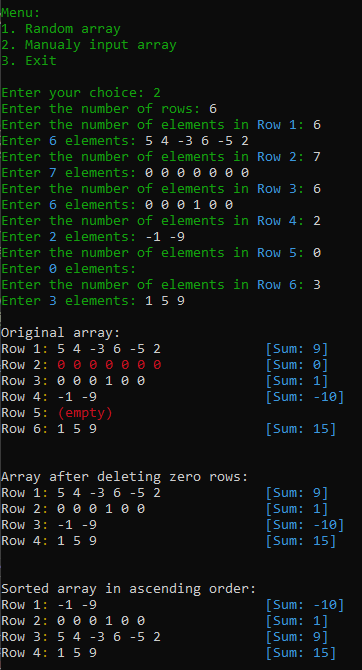 Menu:
1. Random array
2. Manualy input array
3. Exit
Enter your choice: 2
Enter the number of rows: 6
Enter the number of elements in Row 1: 6
Enter 6 elements: 5 4 -3 6 -5 2
Enter the number of elements in Row 2: 7
Enter 7 elements: 0 0 0 0 0 0 0
Enter the number of elements in Row 3: 6
Enter 6 elements: 0 0 0 1 0 0
Enter the number of elements in Row 4: 2
Enter 2 elements: -1 -9
Enter the number of elements in Row 5: 0
Enter 0 elements:
Enter the number of elements in Row 6: 3
Enter 3 elements: 1 5 9
Original array:
Row 1: 5 4 -3 6 -5 2 [Sum: 9]
Row 2: 0 0 0 0 0 0 0 [Sum: 0]
Row 3: 0 0 0 1 0 0 [Sum: 1]
Row 4: -1 -9 [Sum: -10]
Row 5: (empty)
Row 6: 1 5 9 [Sum: 15]
Array after deleting zero rows:
Row 1: 5 4 -3 6 -5 2 [Sum: 9]
Row 2: 0 0 0 1 0 0 [Sum: 1]
Row 3: -1 -9 [Sum: -10]
Row 4: 1 5 9 [Sum: 15]
Sorted array in ascending order:
Row 1: -1 -9 [Sum: -10]
Row 2: 0 0 0 1 0 0 [Sum: 1]
Row 3: 5 4 -3 6 -5 2 [Sum: 9]
Row 4: 1 5 9 [Sum: 15]